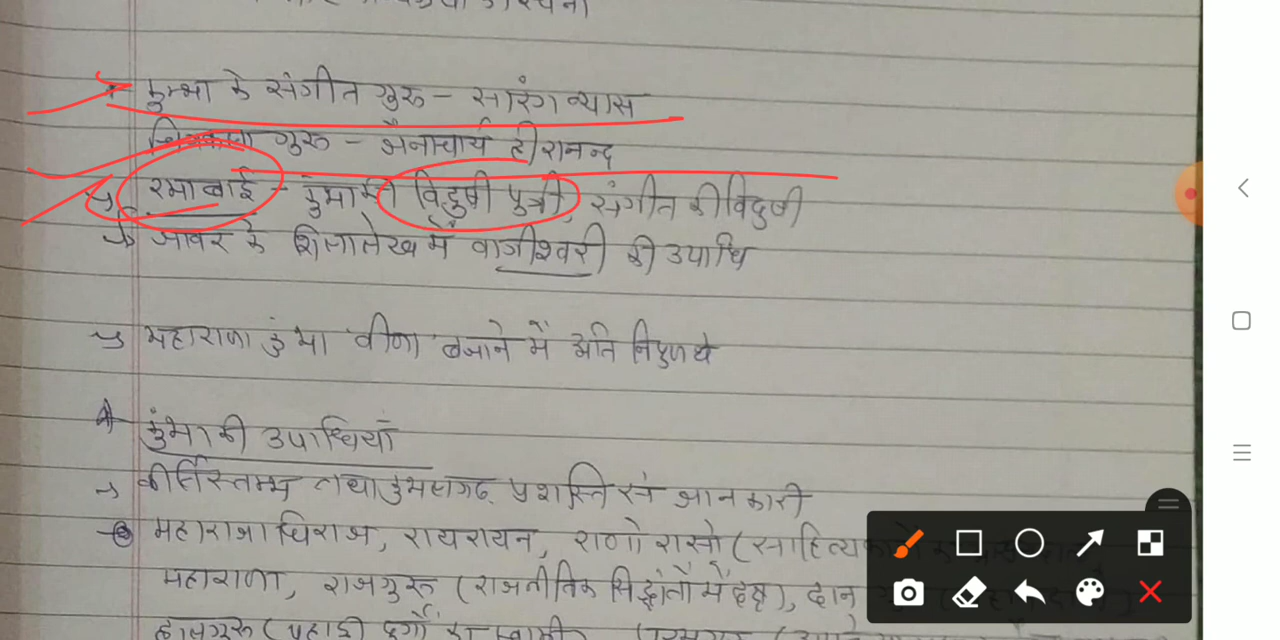 कुम्भा के संगीत गुरु - सारंग व्यास
गुरु - जैनाचार्य हीरानन्द
रमाबाई - कुंभा की विदुषी पुत्री, संगीत की विदुषी
जावर के शिलालेख में वागीश्वरी की उपाधि
महाराणा कुंभा वीणा बजाने में अति निपुण थे
कुंभा की उपाधियाँ
कीर्तिस्तम्भ तथा कुम्भलगढ़ प्रशस्ति से जानकारी
महाराजाधिराज, रायरायन, राणो रासो (
महाराणा, राजगुरु (राजनीतिक सिद्धांतों में दक्ष), दान
हालगुरु (पहाड़ी दुर्गों का स्वामी)